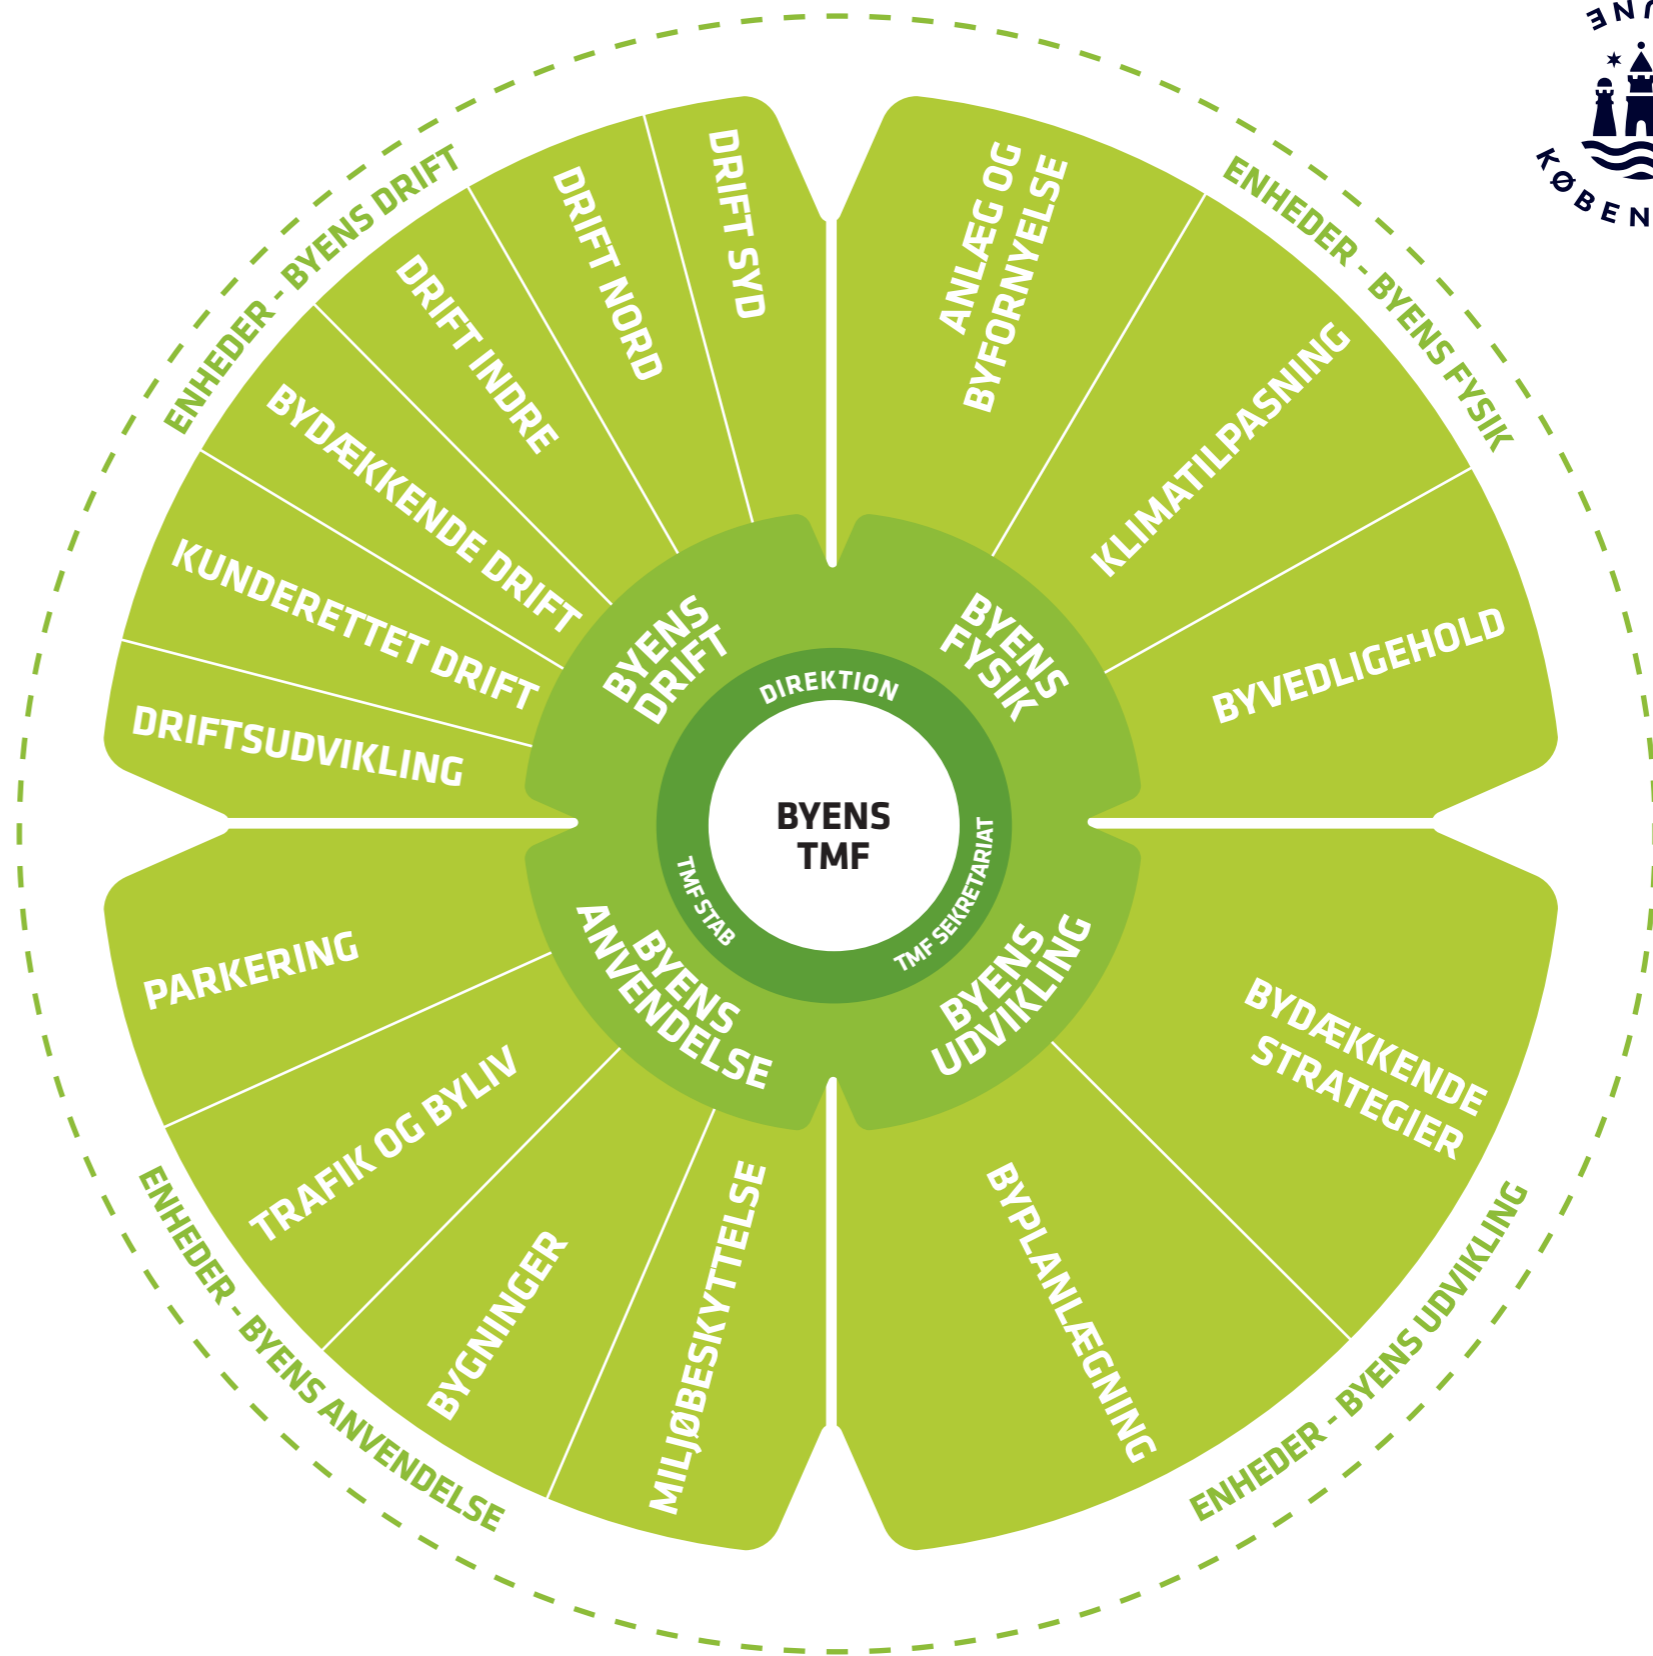 BYENS
TMF
DIREKTION
TMF SEKRETARIAT
TMF STAB
BYENS
DRIFT
BYENS
FYSIK
BYENS
UDVIKLING
BYENS
ANVENDELSE
ENHEDER - BYENS DRIFT
DRIFTSUDVIKLING
KUNDERETTET DRIFT
BYDÆKKENDE DRIFT
DRIFT INDRE
DRIFT NORD
DRIFT SYD
ENHEDER - BYENS FYSIK
ANLÆG OG
BYFORNYELSE
KLIMATILPASNING
BYVEDLIGEHOLD
ENHEDER - BYENS UDVIKLING
BYDÆKKENDE
STRATEGIER
BYPLANLÆGNING
ENHEDER - BYENS ANVENDELSE
MILJØBESKYTTELSE
BYGNINGER
TRAFIK OG BYLIV
PARKERING
KØBEN